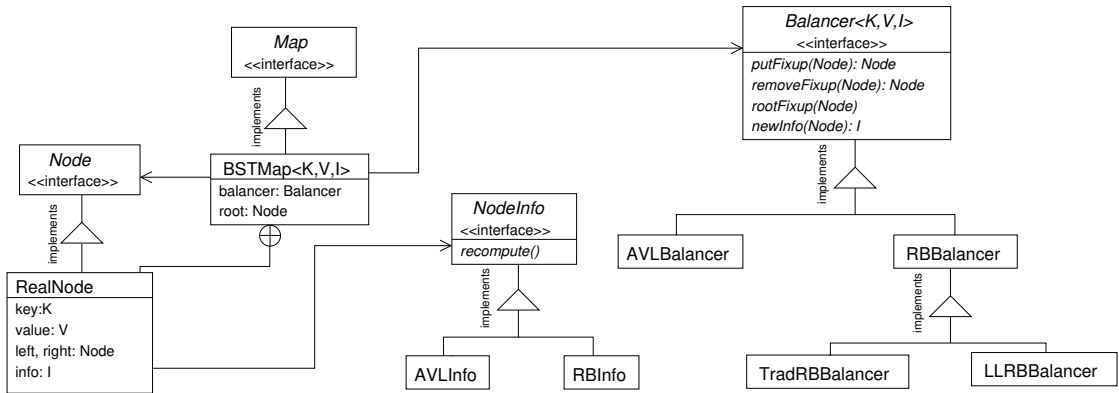 Map
<<interface>>
implements
Balancer<K,V,I>
<<interface>>
putFixup(Node): Node
removeFixup(Node): Node
rootFixup(Node)
newInfo(Node): I
implements
Node
<<interface>>
implements
BSTMap<K,V,I>
balancer: Balancer
root: Node
NodeInfo
<<interface>>
recompute()
implements
AVLBalancer
RBBalancer
implements
RealNode
key:K
value: V
left, right: Node
info: I
AVLInfo
RBInfo
TradRBBalancer
LLRBBalancer